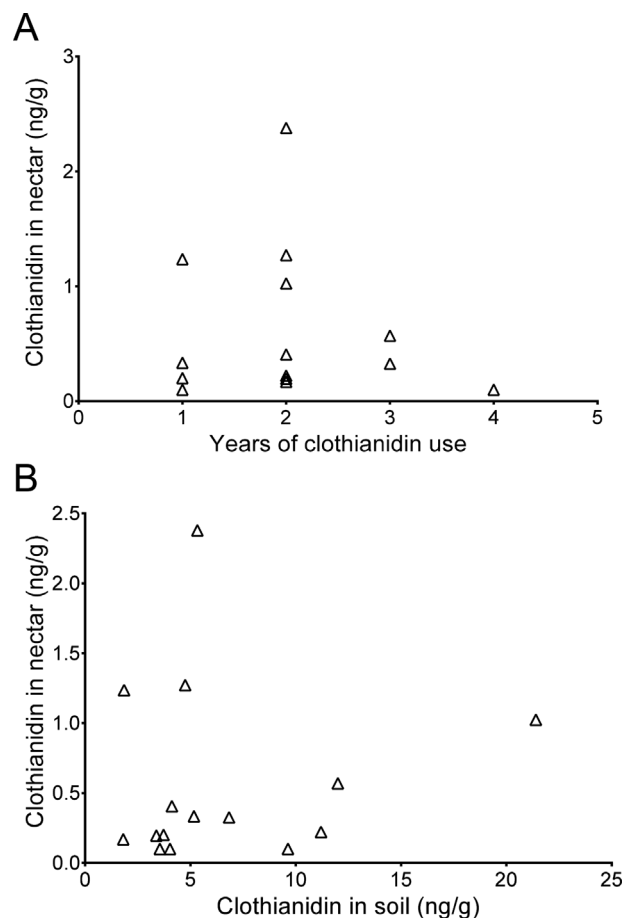 A
Clothianidin in nectar (ng/g)
3
2
1
0
0 1 2 3 4 5
Years of clothianidin use
B
Clothianidin in nectar (ng/g)
2.5
2.0
1.5
1.0
0.5
0.0
0 5 10 15 20 25
Clothianidin in soil (ng/g)